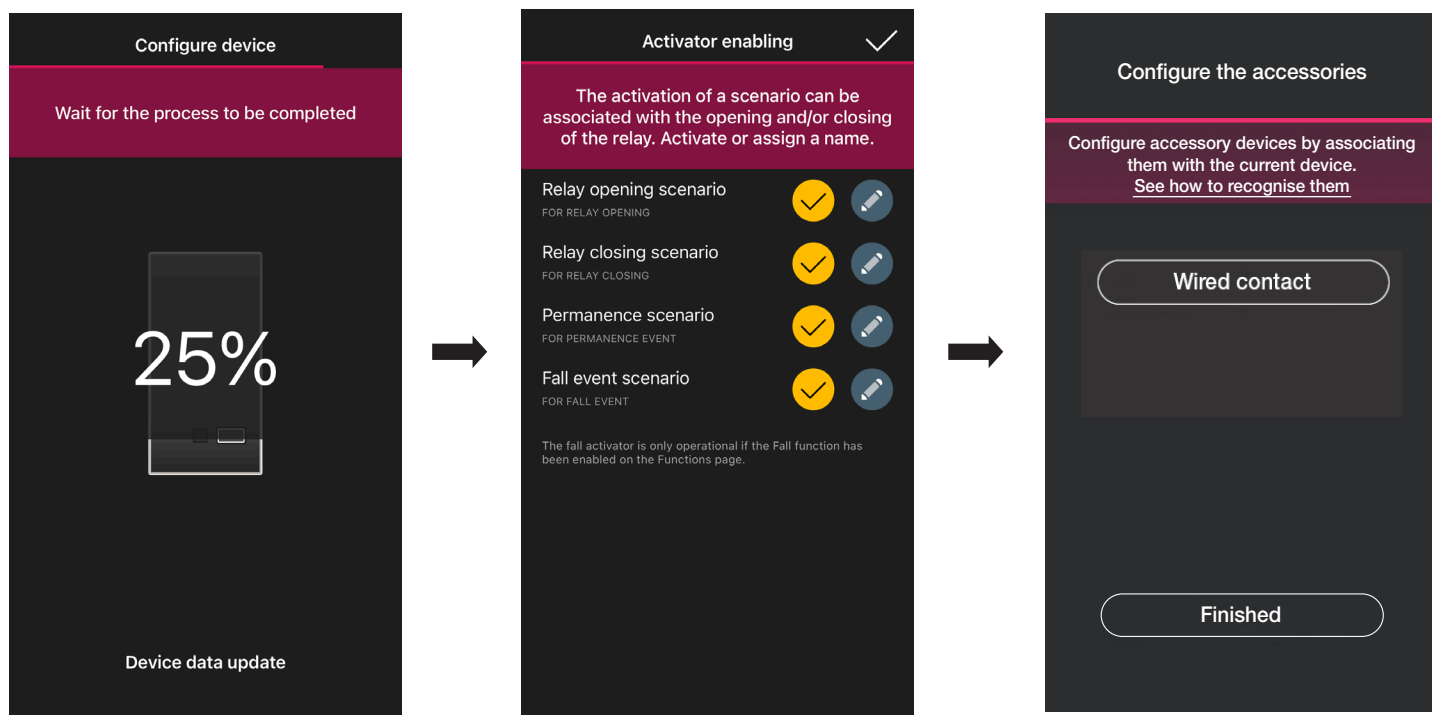 Configure device
Wait for the process to be completed
25%
Device data update
Activator enabling
The activation of a scenario can be
associated with the opening and/or closing
of the relay. Activate or assign a name.
Relay opening scenario
FOR RELAY OPENING
Relay closing scenario
FOR RELAY CLOSING
Permanence scenario
FOR PERMANENCE EVENT
Fall event scenario
FOR FALL EVENT
The fall activator is only operational if the Fall function has
been enabled on the Functions page.
Configure the accessories
Configure accessory devices by associating
them with the current device.
See how to recognise them
Wired contact
Finished